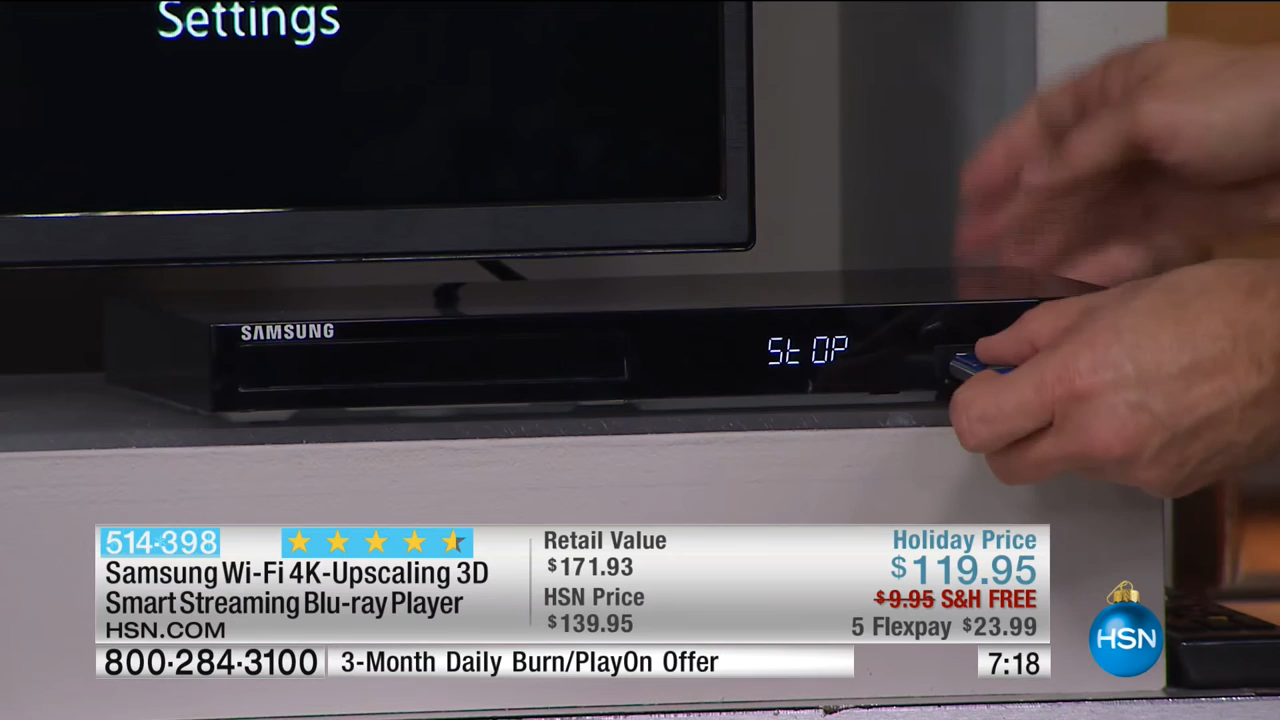 Settings
SAMSUNG
StOP
514-398
Samsung Wi-Fi 4K-Upscaling 3D
Smart Streaming Blu-ray Player
HSN.COM
Retail Value
$171.93
HSN Price
$139.95
Holiday Price
$119.95
$9.95 S&H FREE
5 Flexpay $23.99
800·284·3100
3-Month Daily Burn/PlayOn Offer
7:18
HSN